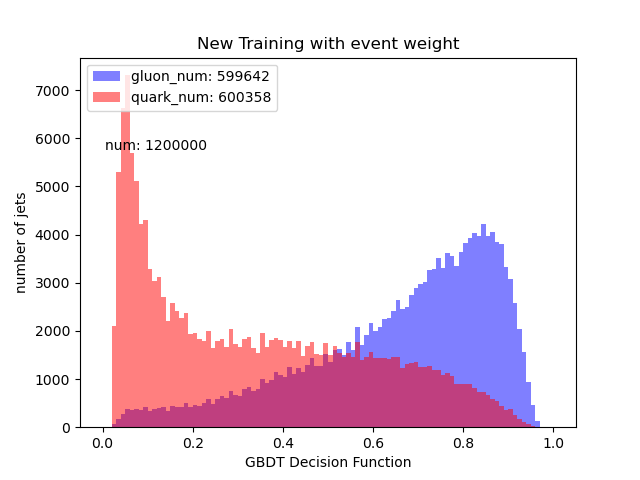 New Training with event weight
gluon_num: 599642
quark_num: 600358
num: 1200000
number of jets
7000
6000
5000
4000
3000
2000
1000
0
0.0 0.2 0.4 0.6 0.8 1.0
GBDT Decision Function